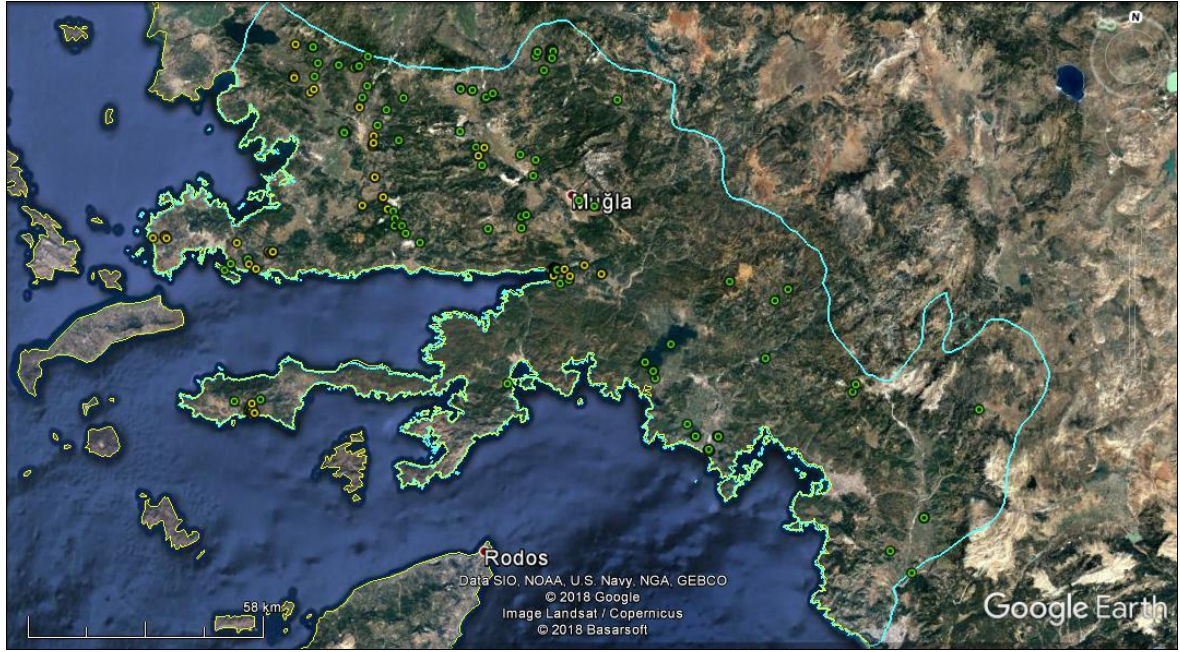 N
Muğla
Rodos
Data SIO, NOAA, U.S. Navy, NGA, GEBCO
© 2018 Google
58 km
Image Landsat / Copernicus
© 2018 Basarsoft
Google Earth